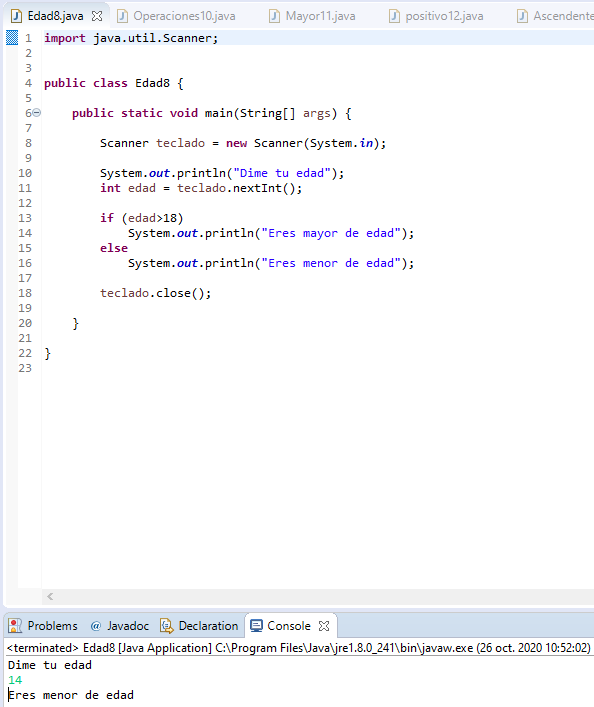 Edad8.java Operaciones10.java Mayor11.java positivo12.java Ascendente
1 import java.util.Scanner;
2
3
4 public class Edad8 {
5
6 public static void main(String[] args) {
7
8 Scanner teclado = new Scanner(System.in);
9
10 System.out.println("Dime tu edad");
11 int edad = teclado.nextInt();
12
13 if (edad>18)
14 System.out.println("Eres mayor de edad");
15 else
16 System.out.println("Eres menor de edad");
17
18 teclado.close();
19
20 }
21
22 }
23
Problems @ Javadoc Declaration Console
<terminated> Edad8 [Java Application] C:\Program Files\Java\jre1.8.0_241\bin\javaw.exe (26 oct. 2020 10:52:02)
Dime tu edad
14
Eres menor de edad